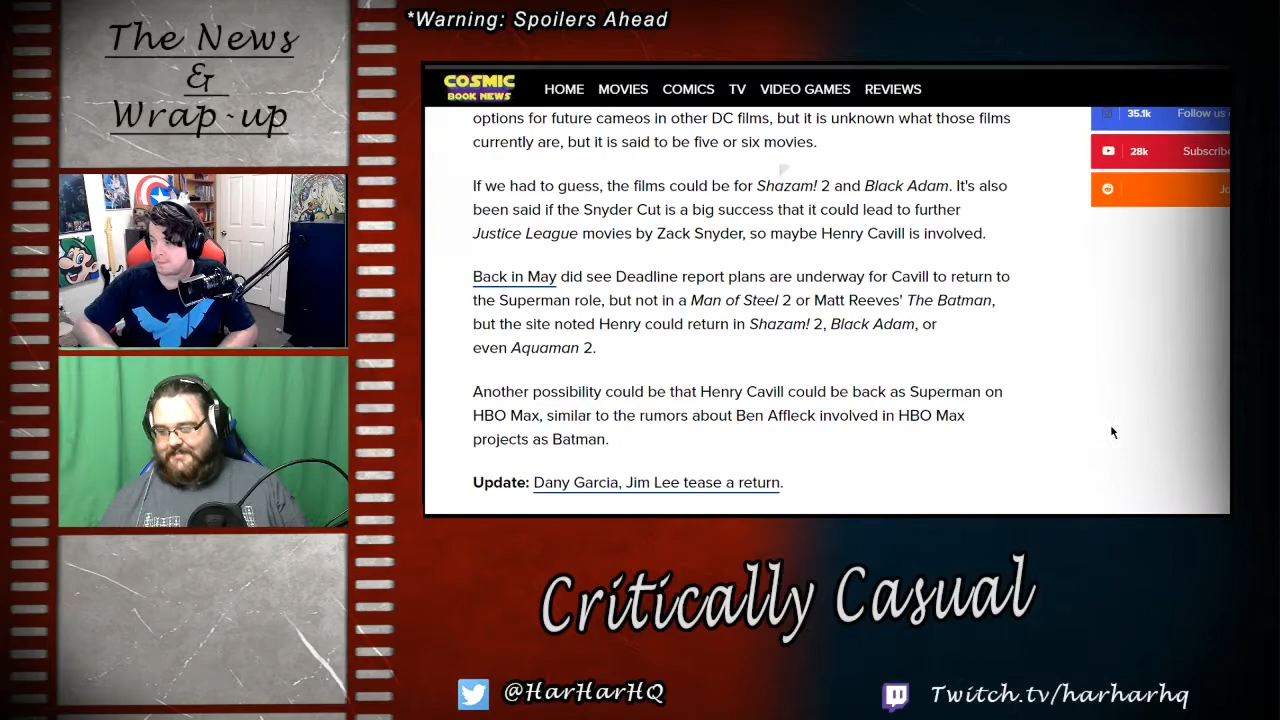 *Warning: Spoilers Ahead
The News
&
Wrap-up
COSMIC
BOOK NEWS
HOME MOVIES COMICS TV VIDEO GAMES REVIEWS
options for future cameos in other DC films, but it is unknown what those films
currently are, but it is said to be five or six movies.
If we had to guess, the films could be for Shazam! 2 and Black Adam. It's also
been said if the Snyder Cut is a big success that it could lead to further
Justice League movies by Zack Snyder, so maybe Henry Cavill is involved.
Back in May did see Deadline report plans are underway for Cavill to return to
the Superman role, but not in a Man of Steel 2 or Matt Reeves' The Batman,
but the site noted Henry could return in Shazam! 2, Black Adam, or
even Aquaman 2.
Another possibility could be that Henry Cavill could be back as Superman on
HBO Max, similar to the rumors about Ben Affleck involved in HBO Max
projects as Batman.
Update: Dany Garcia, Jim Lee tease a return.
35.1k Follow us
28k Subscribe
Jo
Critically Casual
@HarHarHQ
Twitch.tv/harharhq